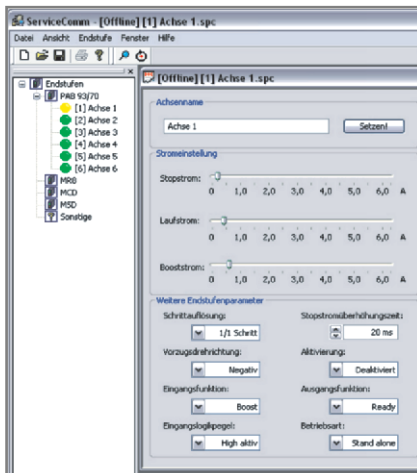 ServiceComm - [Offline] [1] Achse 1.spc
Datei Ansicht Endstufe Fenster Hilfe
Endstufen
PAB 93/70
[1] Achse 1
[2] Achse 2
[3] Achse 3
[4] Achse 4
[5] Achse 5
[6] Achse 6
MR8
MCD
MSD
Sonstige
[Offline] [1] Achse 1.spc
Achsenname
Achse 1 Setzen!
Stromeinstellung
Stopstrom:
0 1,0 2,0 3,0 4,0 5,0 6,0 A
Laufstrom:
0 1,0 2,0 3,0 4,0 5,0 6,0 A
Booststrom:
0 1,0 2,0 3,0 4,0 5,0 6,0 A
Weitere Endstufenparameter
Schrittauflösung: Stopstromüberhöhungszeit:
1/1 Schritt 20 ms
Vorzugsdrehrichtung: Aktivierung:
Negativ Deaktiviert
Eingangsfunktion: Ausgangsfunktion:
Boost Ready
Eingangslogikpegel: Betriebsart:
High aktiv Stand alone